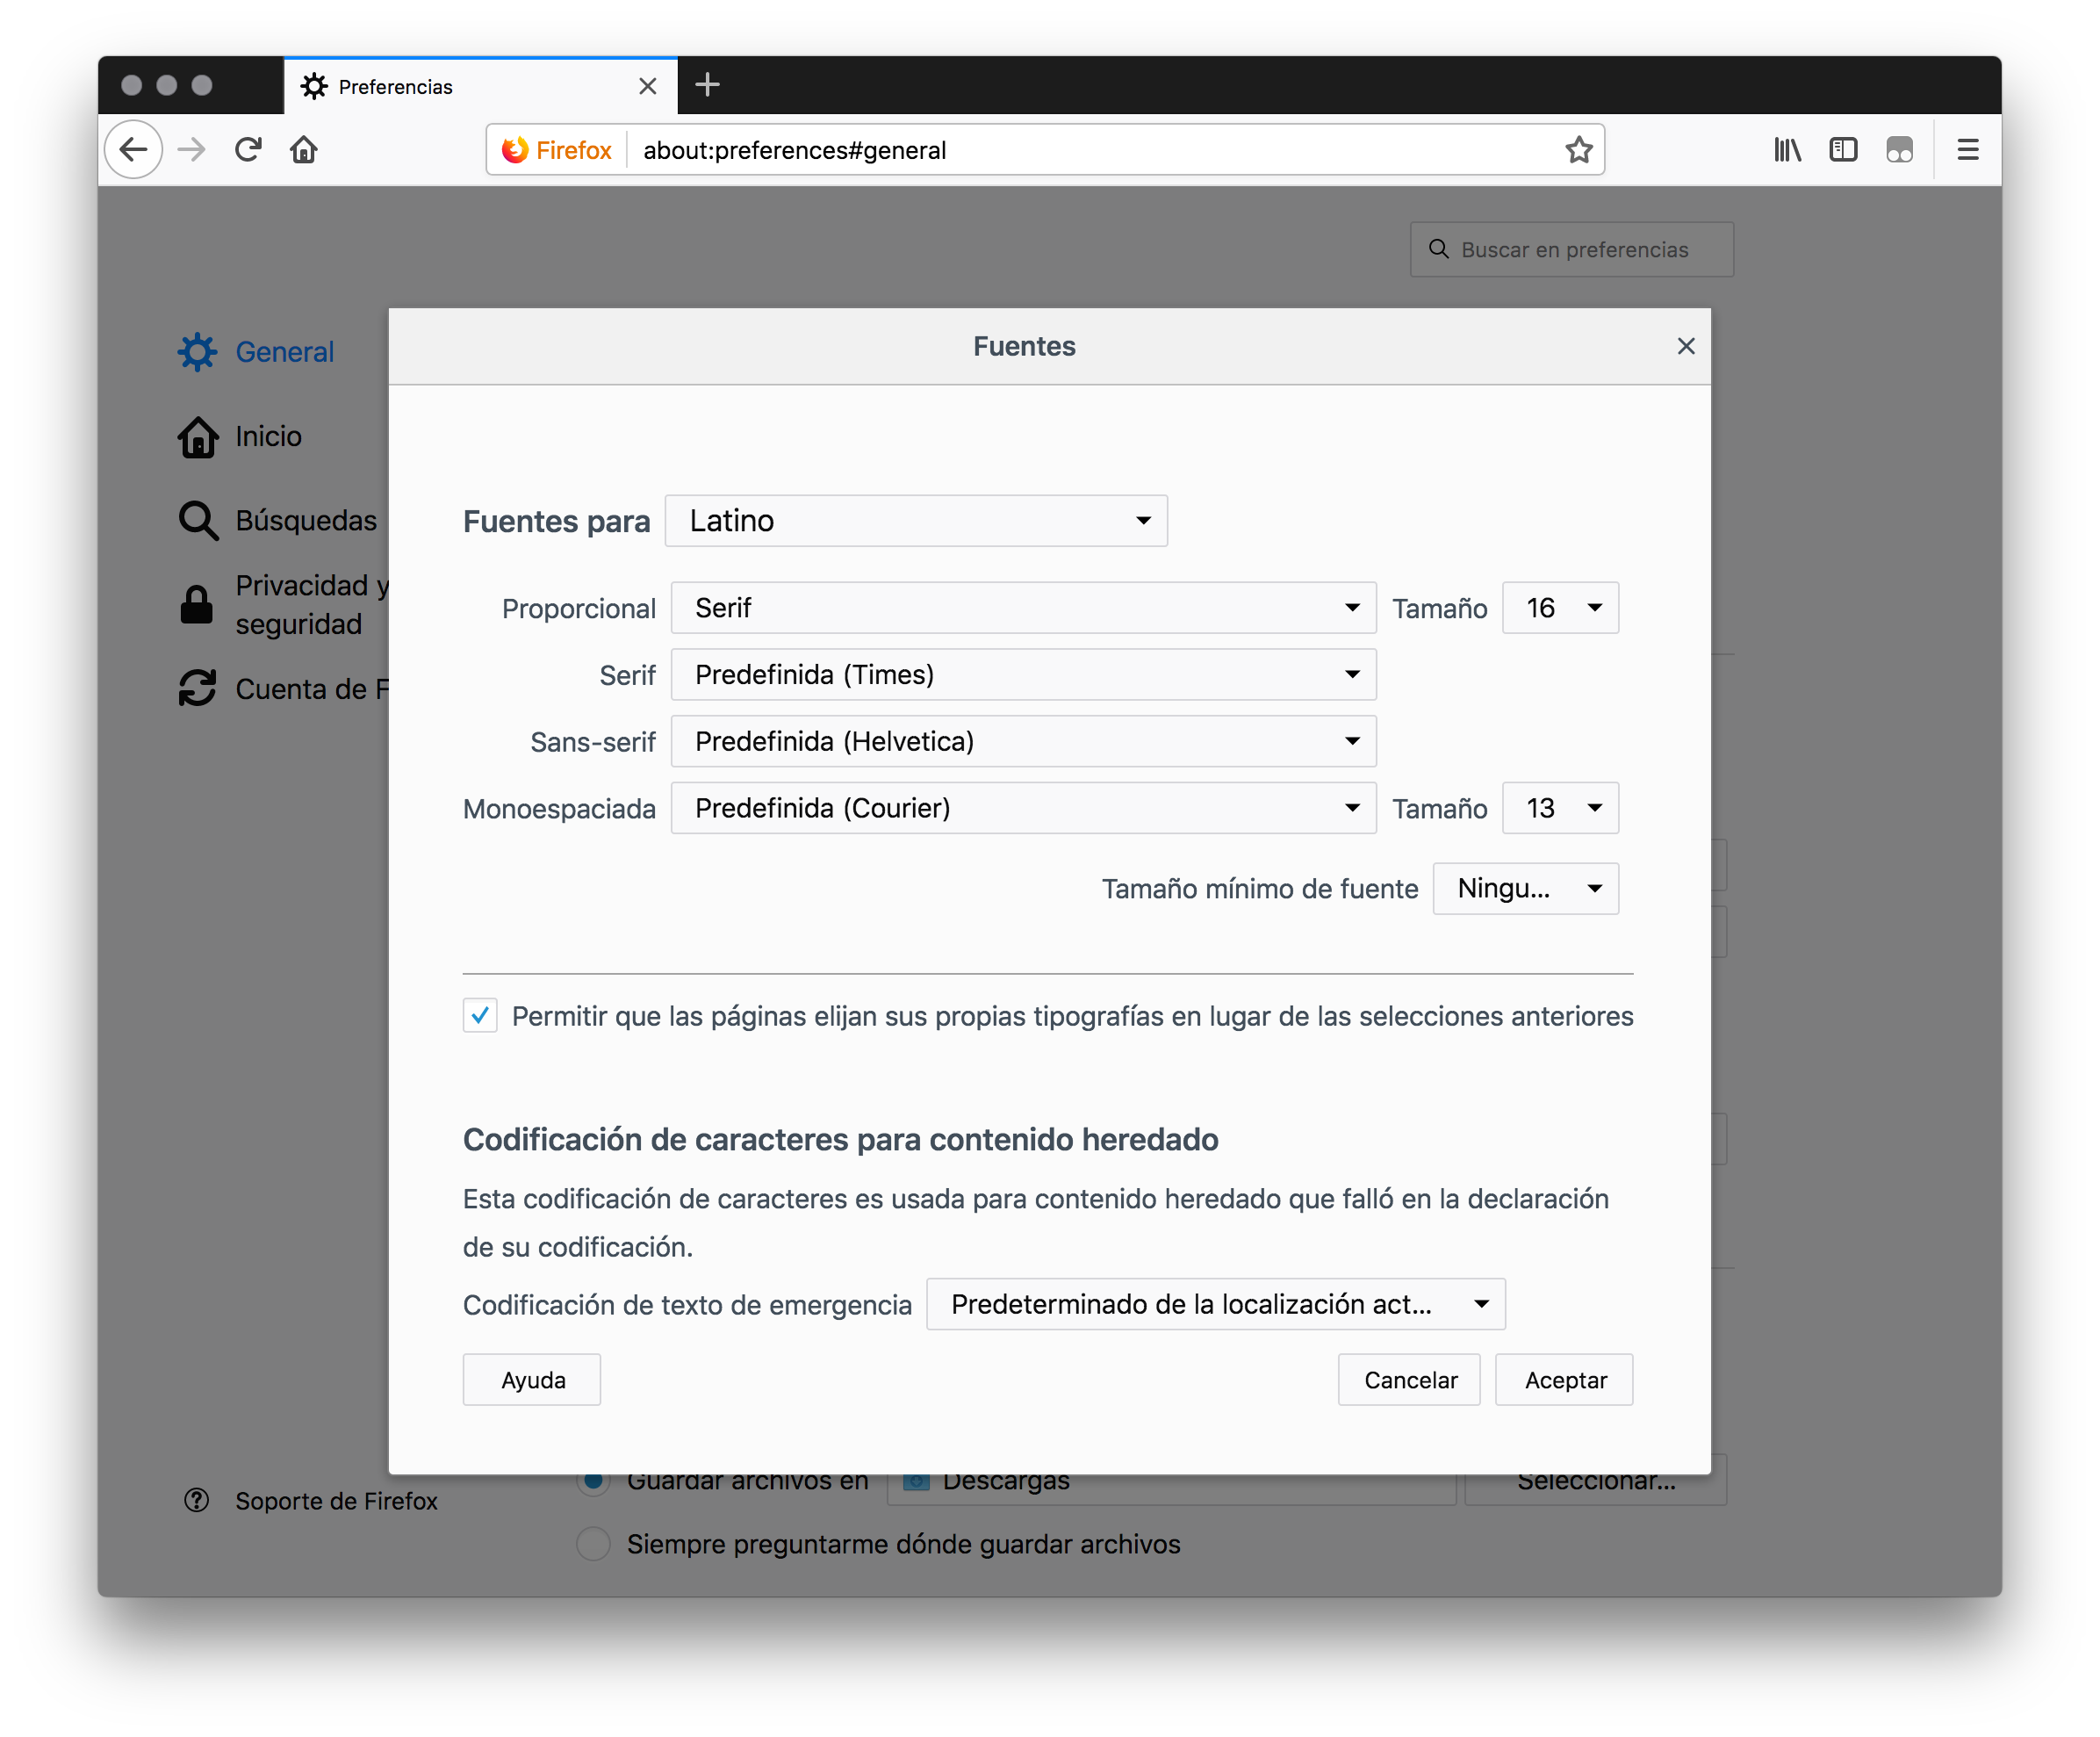 Preferencias
Firefox about:preferences#general
Buscar en preferencias
General
Inicio
Búsquedas
Privacidad y
seguridad
Cuenta de F
Soporte de Firefox
Fuentes
Fuentes para Latino
Proporcional Serif Tamaño 16
Serif Predefinida (Times)
Sans-serif Predefinida (Helvetica)
Monoespaciada Predefinida (Courier) Tamaño 13
Tamaño mínimo de fuente Ningu...
Permitir que las páginas elijan sus propias tipografías en lugar de las selecciones anteriores
Codificación de caracteres para contenido heredado
Esta codificación de caracteres es usada para contenido heredado que falló en la declaración
de su codificación.
Codificación de texto de emergencia Predeterminado de la localización act...
Ayuda Cancelar Aceptar
Guardar archivos en Descargas Seleccionar...
Siempre preguntarme dónde guardar archivos